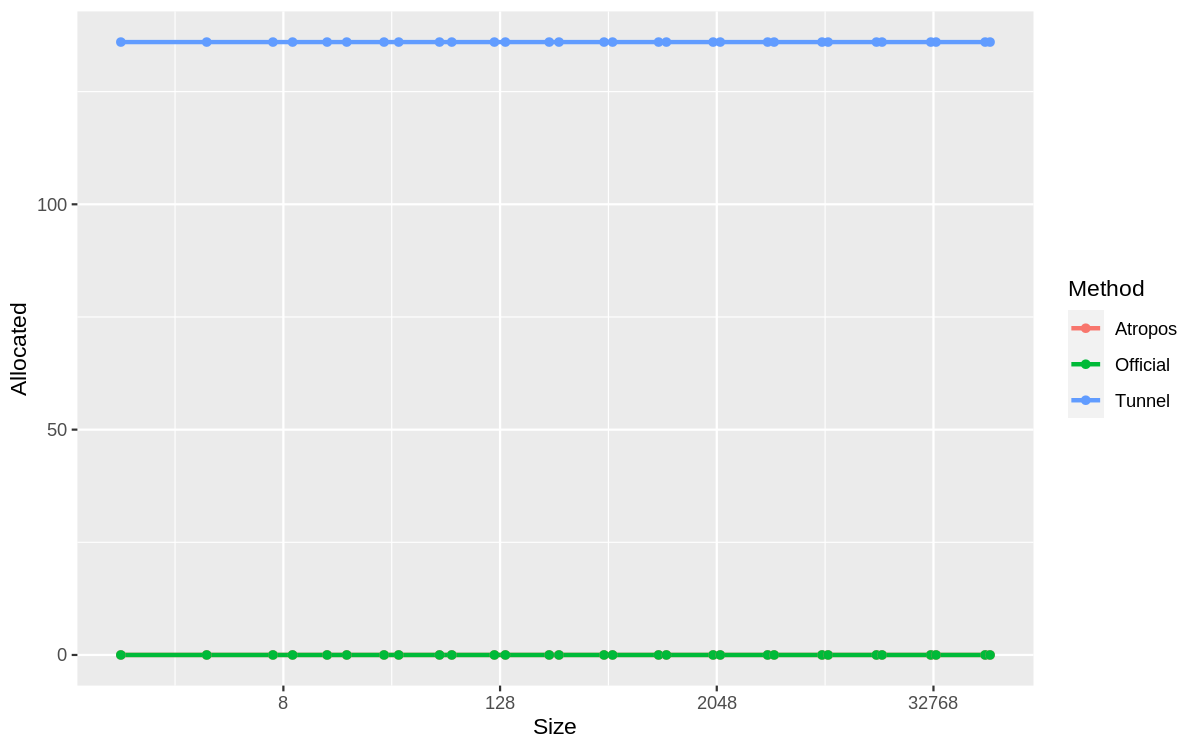 Allocated
100
50
0
8
128
2048
32768
Size
Method
Atropos
Official
Tunnel